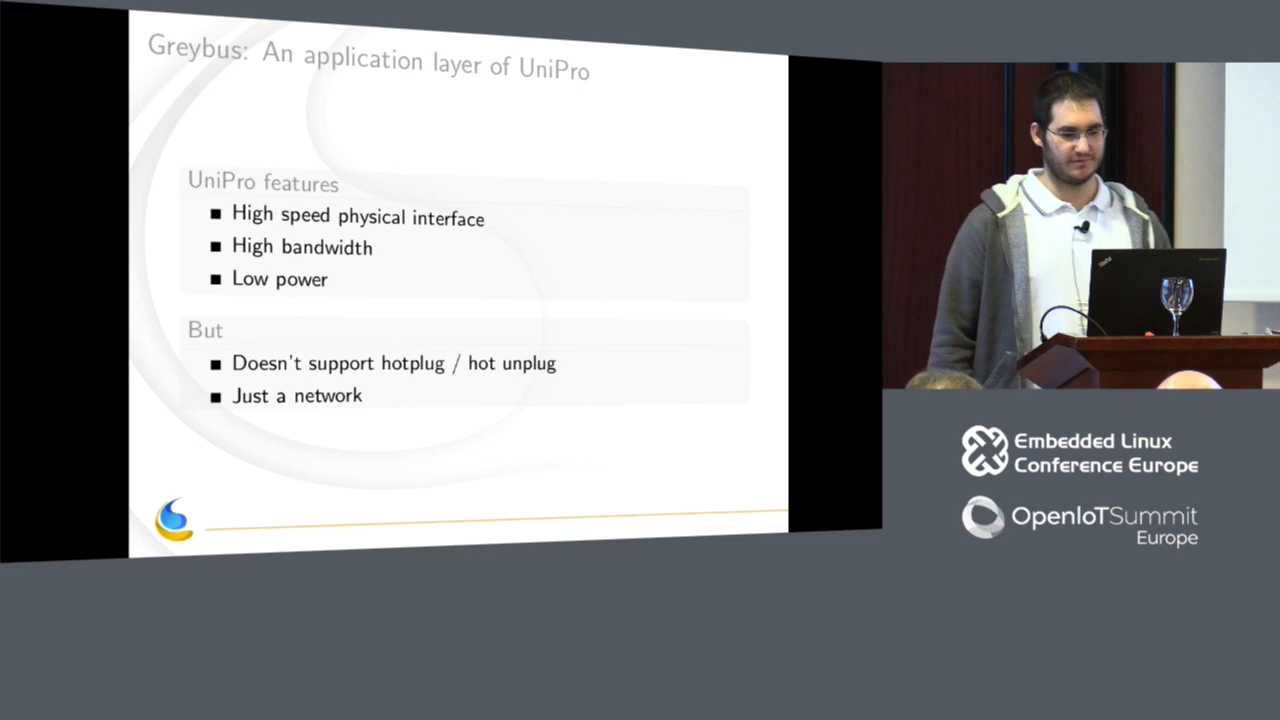 Greybus: An application layer of UniPro
UniPro features
High speed physical interface
High bandwidth
Low power
But
Doesn't support hotplug / hot unplug
Just a network
Embedded Linux
Conference Europe
OpenIoTSummit
Europe